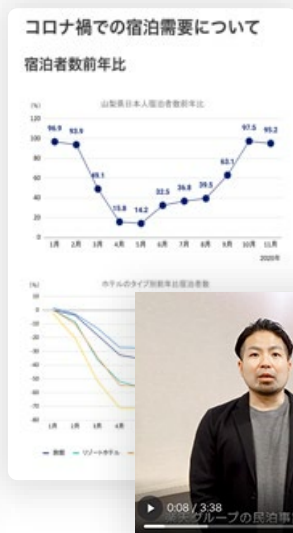 コロナ禍での宿泊需要について
宿泊者数前年比
(%)
山梨県日本人宿泊者数前年比
120
100
80
60
40
20
0
96.9 93.9 49.1 15.8 14.2 32.5 36.8 39.5 63.1 97.5 95.2
1月 2月 3月 4月 5月 6月 7月 8月 9月 10月 11月
2020年
(%)
ホテルのタイプ別前年比宿泊者数
10
0
-10
-20
-30
-40
-50
-60
-70
-80
1月 2月 3月 4月
旅館 リゾートホテル
0:08 / 3:38
グループの民泊事